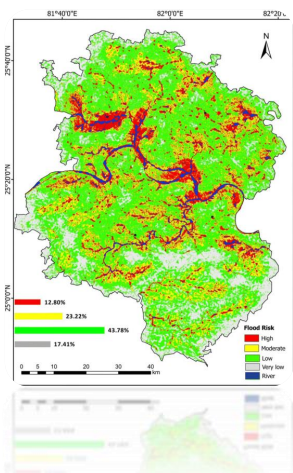 81°40'0"E 82°0'0"E 82°20'
N
25°40'0"N
25°20'0"N
25°0'0"N
12.80%
23.22%
43.78%
17.41%
Flood Risk
High
Moderate
Low
Very low
River
0 5 10 20 30 40
km